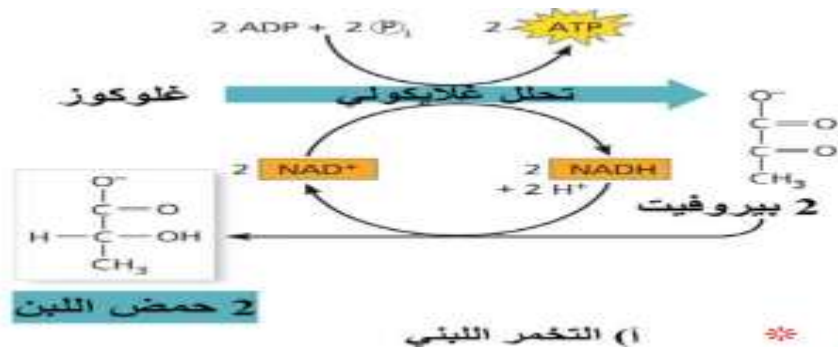 2 ADP + 2 Ⓟi 2 ATP
غلوكوز تحلل غلايكولي
O⁻
C=O
C=O
CH₃
2 NAD⁺ 2 NADH
+ 2 H⁺
2 بيروفيت
O⁻
C=O
H—C—OH
CH₃
2 حمض اللبن
أ) التخمر اللبني *